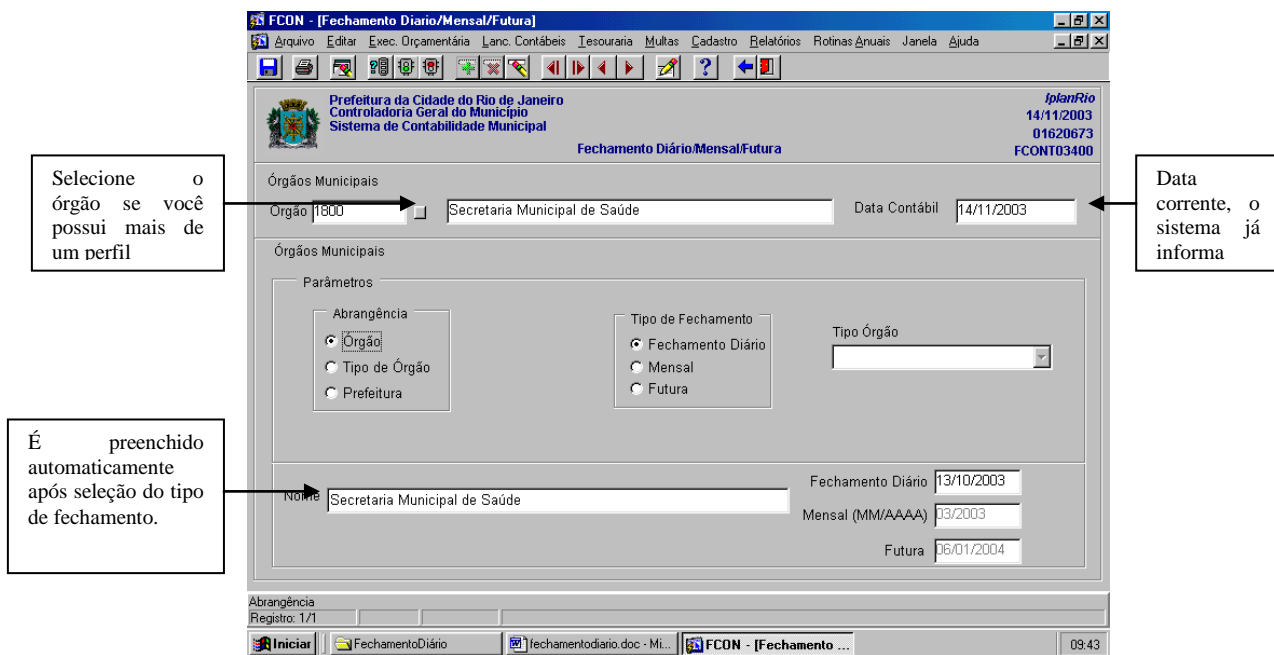 FCON - [Fechamento Diario/Mensal/Futura]
Arquivo Editar Exec. Orçamentária Lanc. Contábeis Tesouraria Multas Cadastro Relatórios Rotinas Anuais Janela Ajuda
Prefeitura da Cidade do Rio de Janeiro
Controladoria Geral do Município
Sistema de Contabilidade Municipal
Fechamento Diário/Mensal/Futura
IplanRio
14/11/2003
01620673
FCONT03400
Selecione o
órgão se você
possui mais de
um perfil
Órgãos Municipais
Órgão 1800 Secretaria Municipal de Saúde Data Contábil 14/11/2003
Data
corrente, o
sistema já
informa
Órgãos Municipais
Parâmetros
Abrangência
Órgão
Tipo de Órgão
Prefeitura
Tipo de Fechamento
Fechamento Diário
Mensal
Futura
Tipo Órgão
É preenchido
automaticamente
após seleção do tipo
de fechamento.
Nome Secretaria Municipal de Saúde
Fechamento Diário 13/10/2003
Mensal (MM/AAAA) 03/2003
Futura 06/01/2004
Abrangência
Registro: 1/1
Iniciar FechamentoDiário fechamentodiario.doc - Mi... FCON - [Fechamento ... 09:43